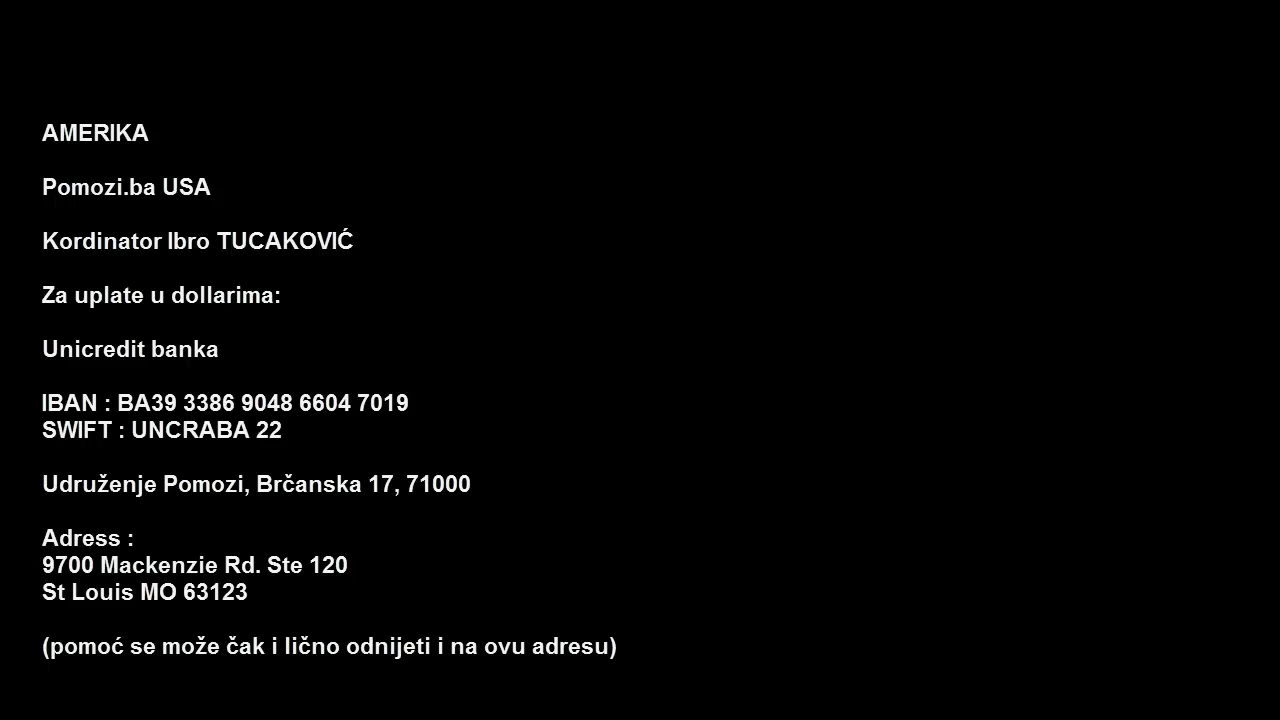 AMERIKA
Pomozi.ba USA
Kordinator Ibro TUCAKOVIĆ
Za uplate u dollarima:
Unicredit banka
IBAN : BA39 3386 9048 6604 7019
SWIFT : UNCRABA 22
Udruženje Pomozi, Brčanska 17, 71000
Adress :
9700 Mackenzie Rd. Ste 120
St Louis MO 63123
(pomoć se može čak i lično odnijeti i na ovu adresu)